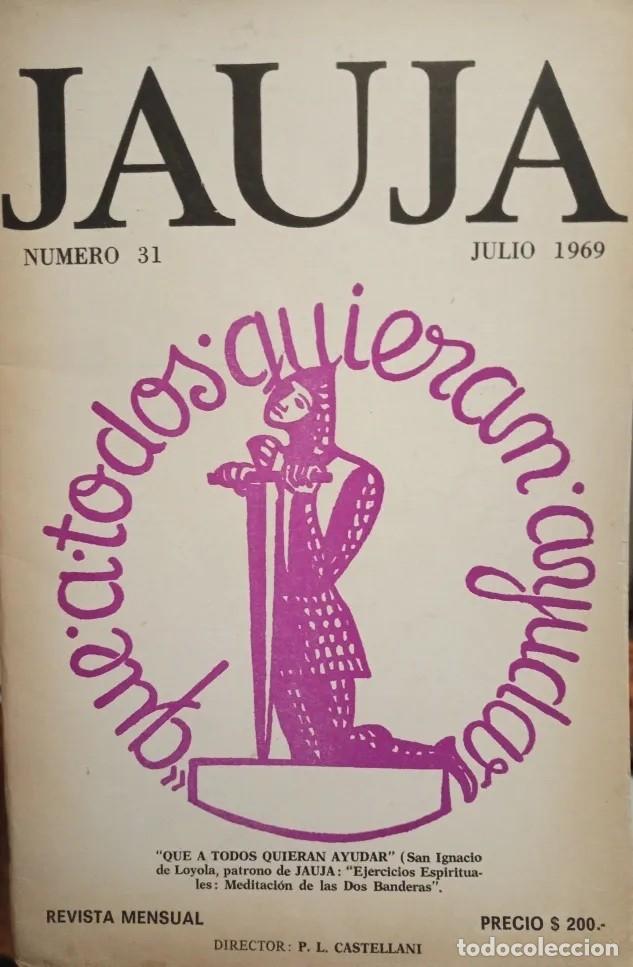 JAUJA
NUMERO 31
JULIO 1969
"que·a·todos·quieran·ayudar"
"QUE A TODOS QUIERAN AYUDAR" (San Ignacio
de Loyola, patrono de JAUJA: "Ejercicios Espiritua-
les: Meditación de las Dos Banderas".
REVISTA MENSUAL
PRECIO $ 200.-
DIRECTOR: P. L. CASTELLANI
todocoleccion